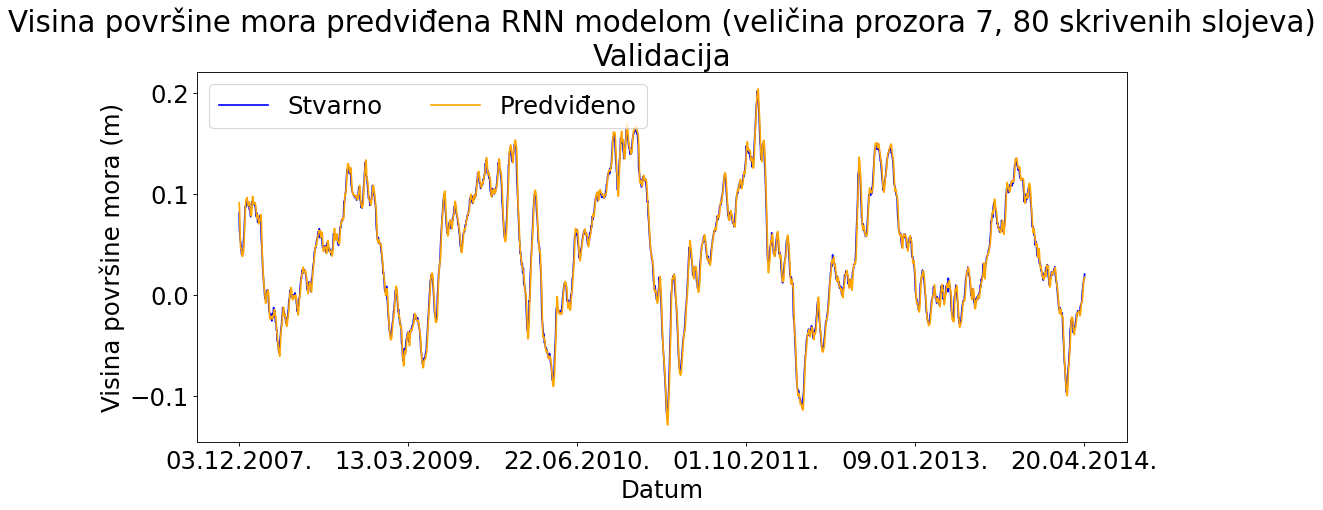 Visina površine mora predviđena RNN modelom (veličina prozora 7, 80 skrivenih slojeva)
Validacija
Stvarno
Predviđeno
Visina površine mora (m)
0.2
0.1
0.0
−0.1
03.12.2007.
13.03.2009.
22.06.2010.
01.10.2011.
09.01.2013.
20.04.2014.
Datum